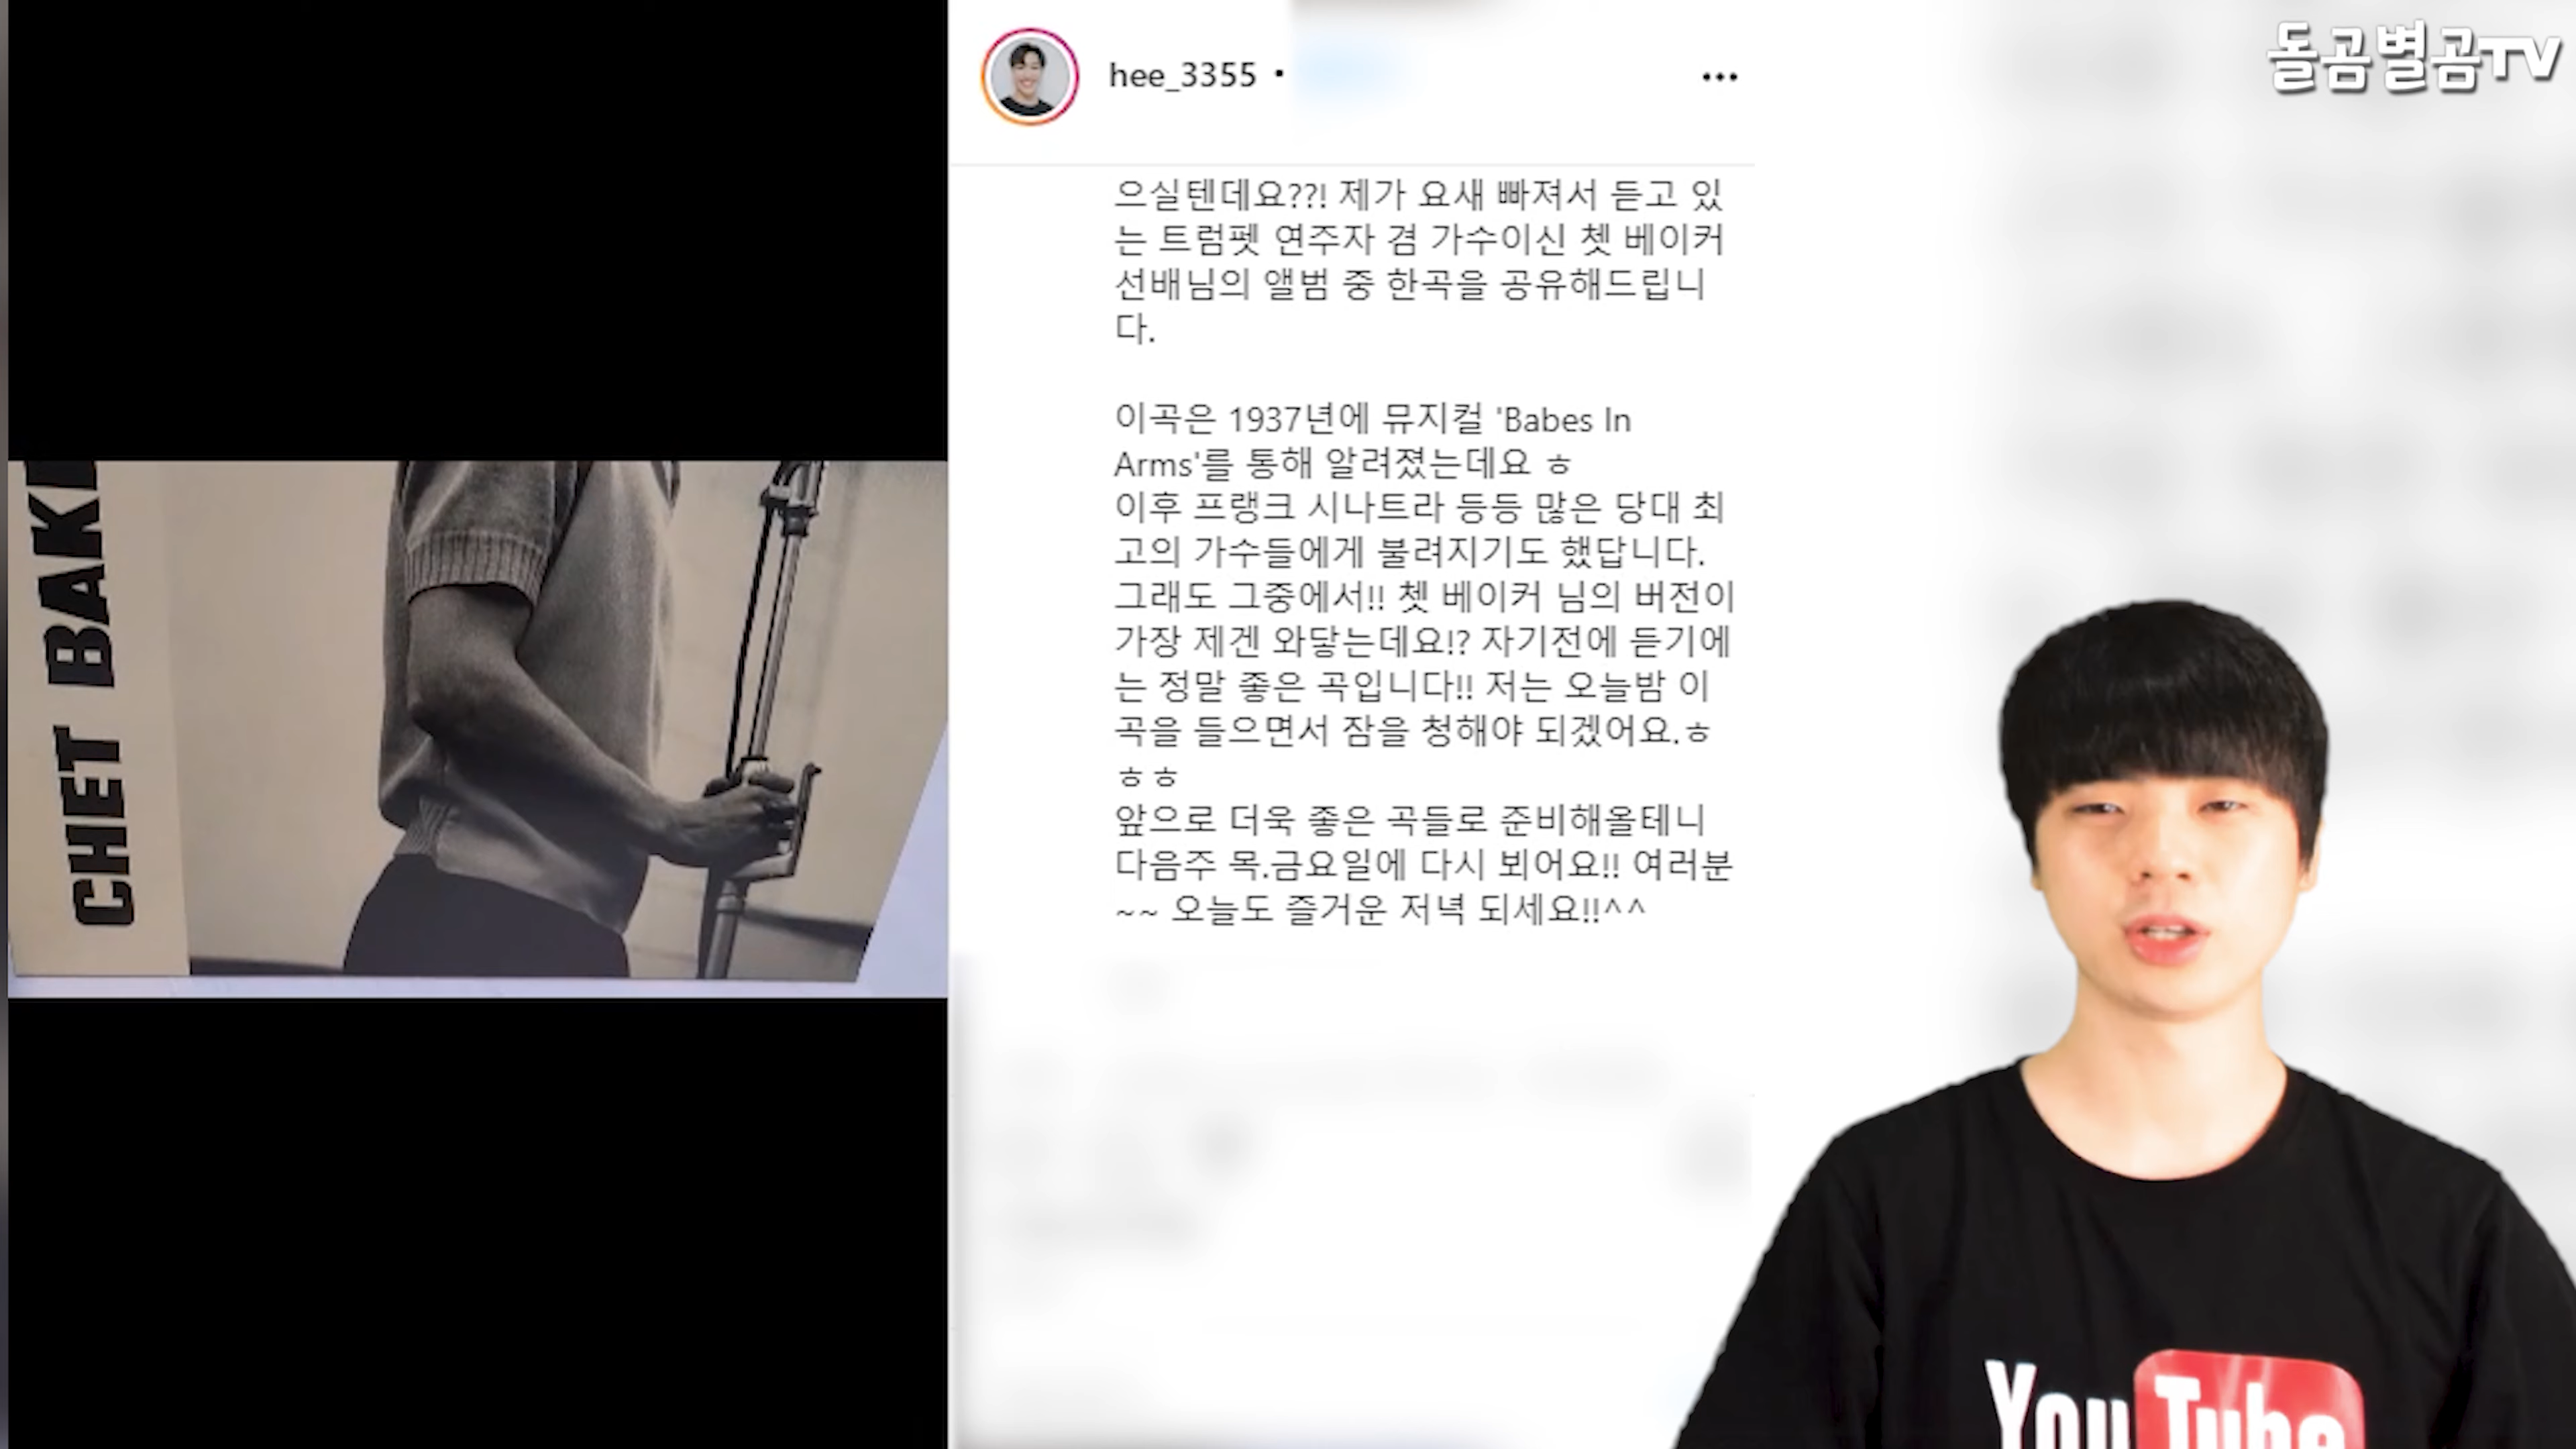 돌곰별곰TV
hee_3355 •
으실텐데요??! 제가 요새 빠져서 듣고 있
는 트럼펫 연주자 겸 가수이신 쳇 베이커
선배님의 앨범 중 한곡을 공유해드립니
다.
이곡은 1937년에 뮤지컬 'Babes In
Arms'를 통해 알려졌는데요 ㅎ
이후 프랭크 시나트라 등등 많은 당대 최
고의 가수들에게 불려지기도 했답니다.
그래도 그중에서!! 쳇 베이커 님의 버전이
가장 제겐 와닿는데요!? 자기전에 듣기에
는 정말 좋은 곡입니다!! 저는 오늘밤 이
곡을 들으면서 잠을 청해야 되겠어요.ㅎ
ㅎㅎ
앞으로 더욱 좋은 곡들로 준비해올테니
다음주 목.금요일에 다시 뵈어요!! 여러분
~~ 오늘도 즐거운 저녁 되세요!!^^
CHET BAKE
YouTube